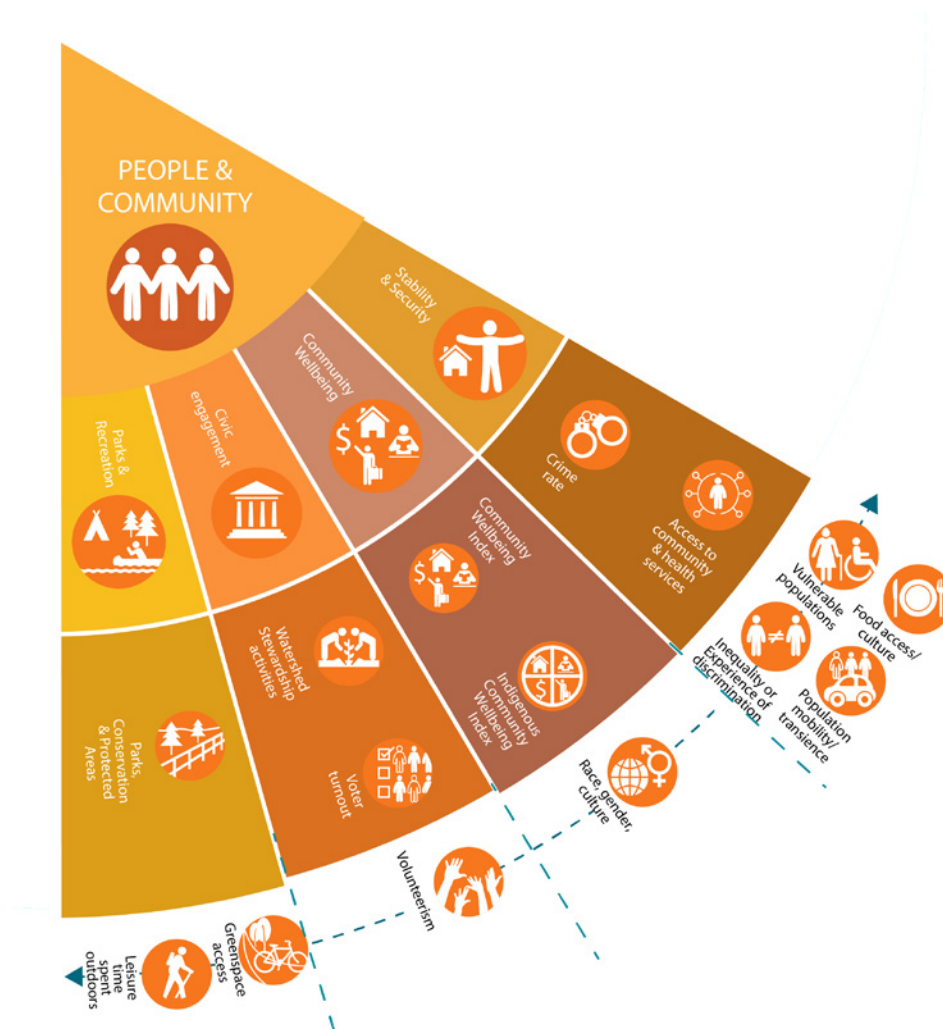 PEOPLE &
COMMUNITY
Stability
& Security
Community
Wellbeing
Civic
engagement
Parks &
Recreation
Crime
rate
Access to
community
& health
services
Community
Wellbeing
Index
Indigenous
Community
Wellbeing
Index
Watershed
Stewardship
activities
Voter
turnout
Parks,
Conservation
& Protected
Areas
Vulnerable
populations
Food access/
culture
Inequality or
Experience of
discrimination
Population
mobility/
transience
Race, gender,
culture
Volunteerism
Greenspace
access
Leisure
time
spent
outdoors